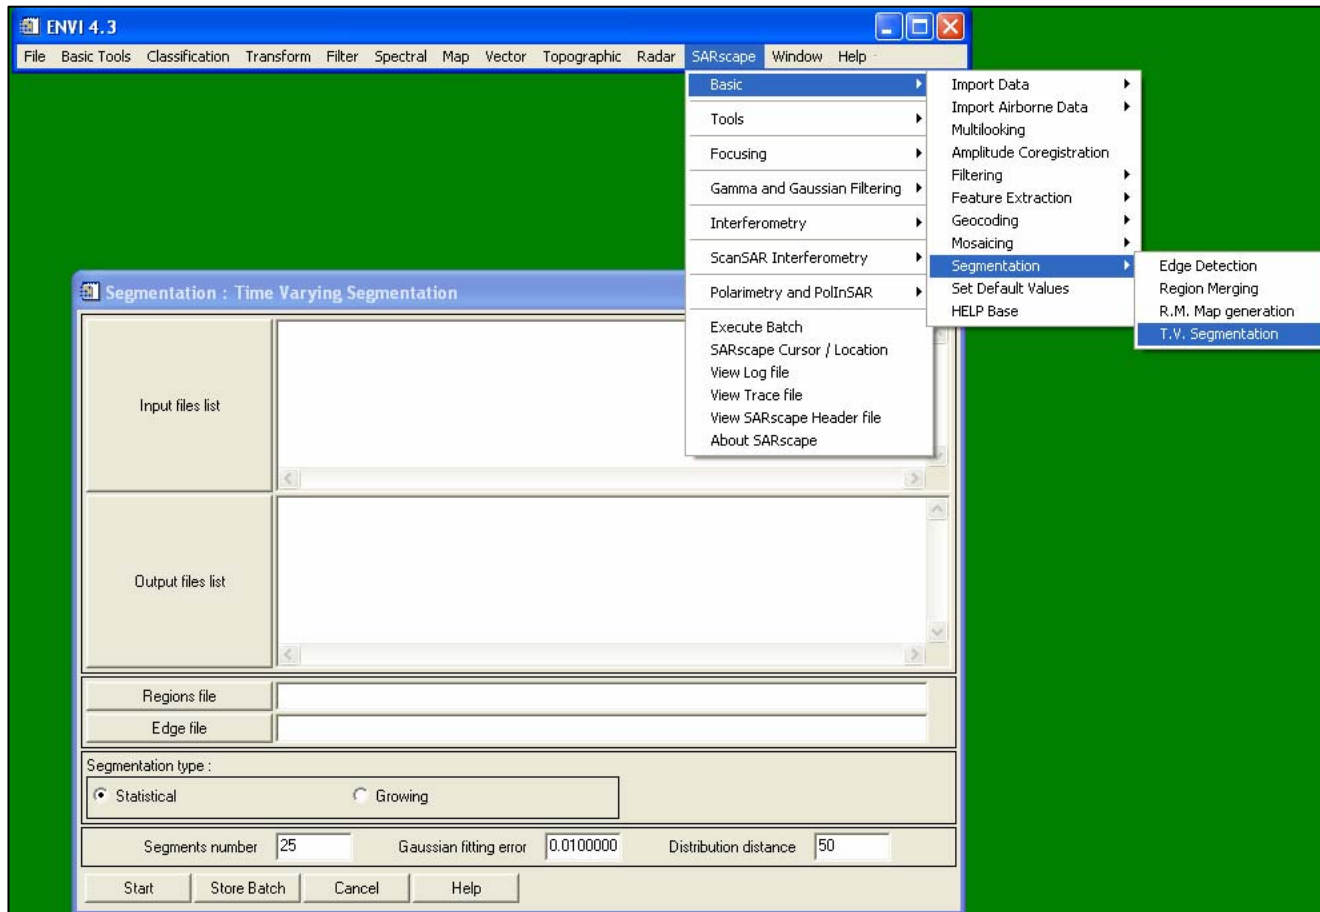 ENVI 4.3
File Basic Tools Classification Transform Filter Spectral Map Vector Topographic Radar SARscape Window Help
Basic
Tools
Focusing
Gamma and Gaussian Filtering
Interferometry
ScanSAR Interferometry
Polarimetry and PolInSAR
Execute Batch
SARscape Cursor / Location
View Log file
View Trace file
View SARscape Header file
About SARscape
Import Data
Import Airborne Data
Multilooking
Amplitude Coregistration
Filtering
Feature Extraction
Geocoding
Mosaicing
Segmentation
Set Default Values
HELP Base
Edge Detection
Region Merging
R.M. Map generation
T.V. Segmentation
Segmentation : Time Varying Segmentation
Input files list
Output files list
Regions file
Edge file
Segmentation type :
Statistical Growing
Segments number 25 Gaussian fitting error 0.0100000 Distribution distance 50
Start Store Batch Cancel Help